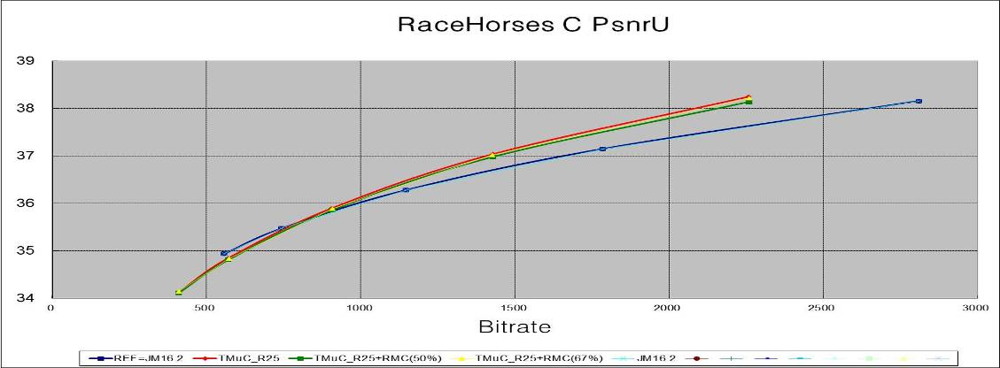 RaceHorses C PsnrU
39
38
37
36
35
34
0 500 1000 1500 2000 2500 3000
Bitrate
REF=JM16 2 TMuC_R25 TMuC_R25+RMC(50%) TMuC_R25+RMC(67%) JM16 2